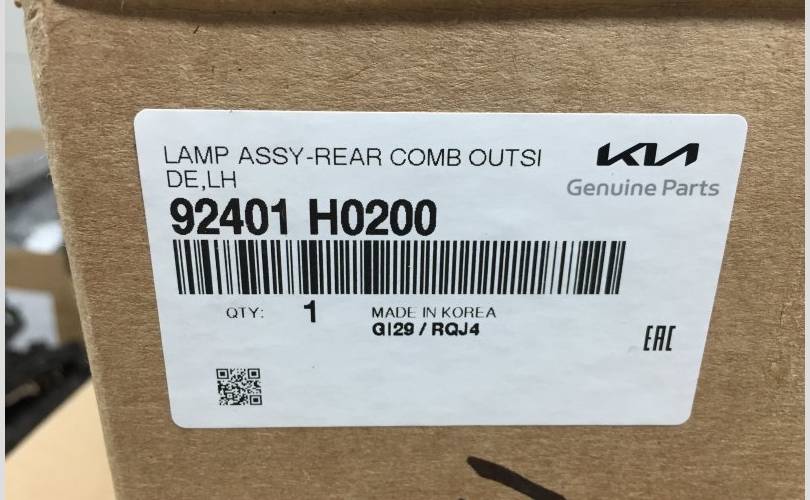 LAMP ASSY-REAR COMB OUTSI
DE,LH
KIA
Genuine Parts
92401 H0200
QTY: 1
MADE IN KOREA
GI29 / RQJ4
EAC